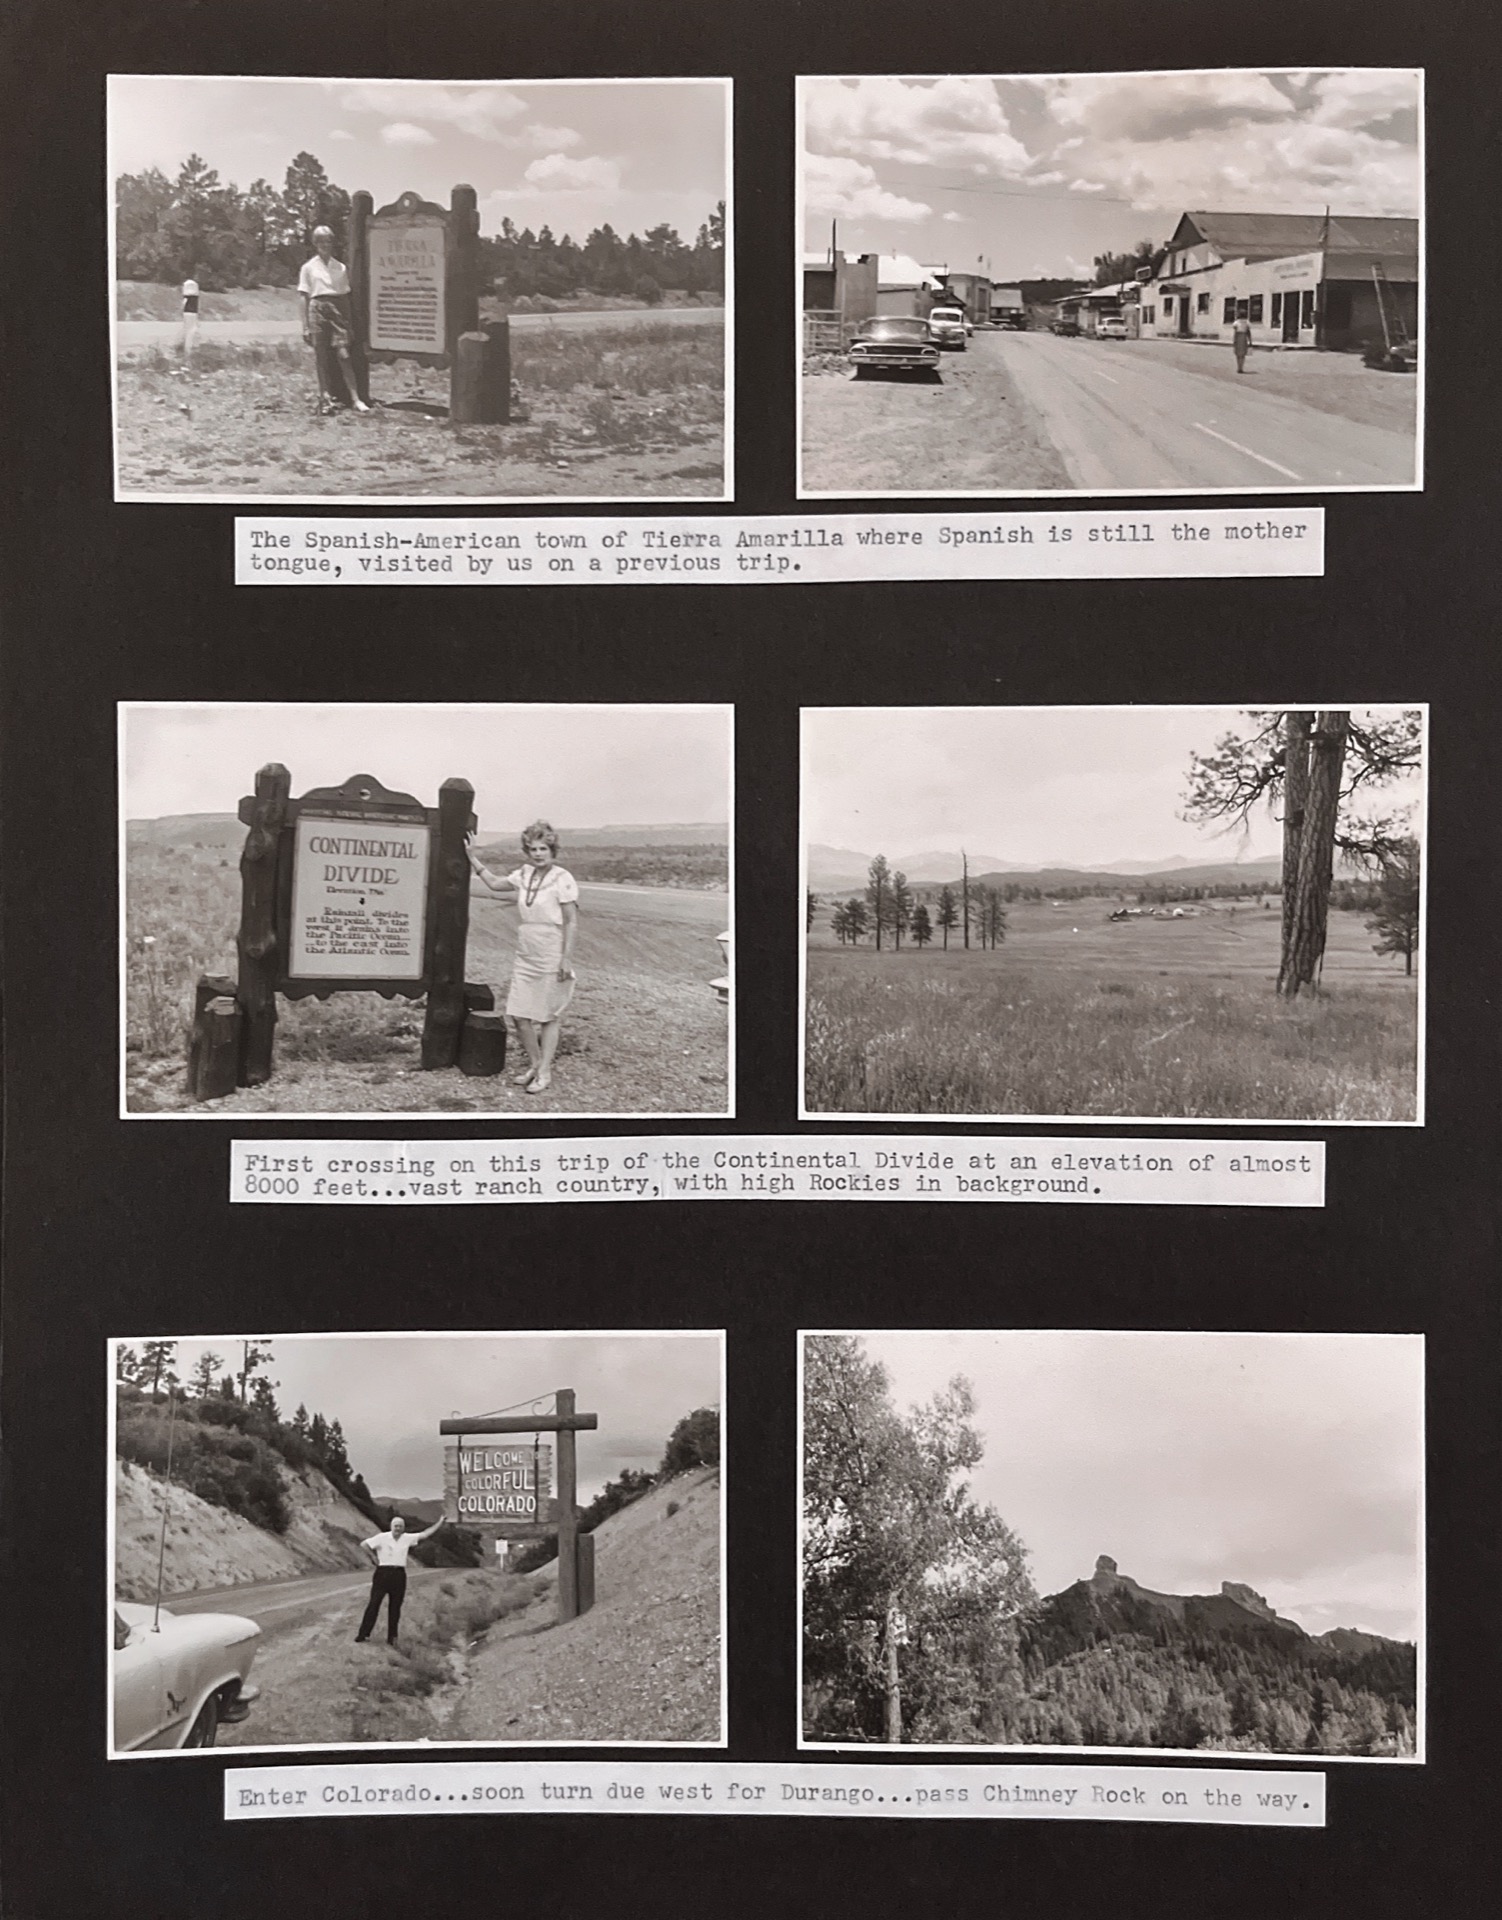 TIERRA
AMARILLA
The Spanish-American town of Tierra Amarilla where Spanish is still the mother
tongue, visited by us on a previous trip.
CONTINENTAL
DIVIDE
Rainfall divides
at this point. To the
west it drains into
the Pacific Ocean...
...to the east into
the Atlantic Ocean.
First crossing on this trip of the Continental Divide at an elevation of almost
8000 feet...vast ranch country, with high Rockies in background.
WELCOME TO
COLORFUL
COLORADO
Enter Colorado...soon turn due west for Durango...pass Chimney Rock on the way.